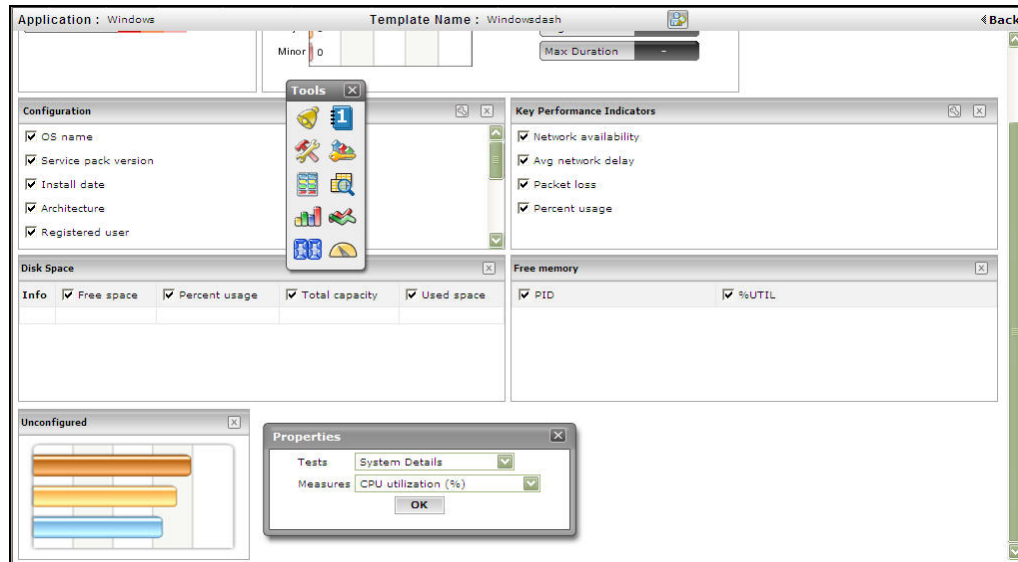 Application : Windows Template Name : Windowsdash Back
Minor 0
Max Duration -
Tools
1
Configuration
OS name
Service pack version
Install date
Architecture
Registered user
Key Performance Indicators
Network availability
Avg network delay
Packet loss
Percent usage
Disk Space
Info Free space Percent usage Total capacity Used space
Free memory
PID %UTIL
Unconfigured
Properties
Tests System Details
Measures CPU utilization (%)
OK